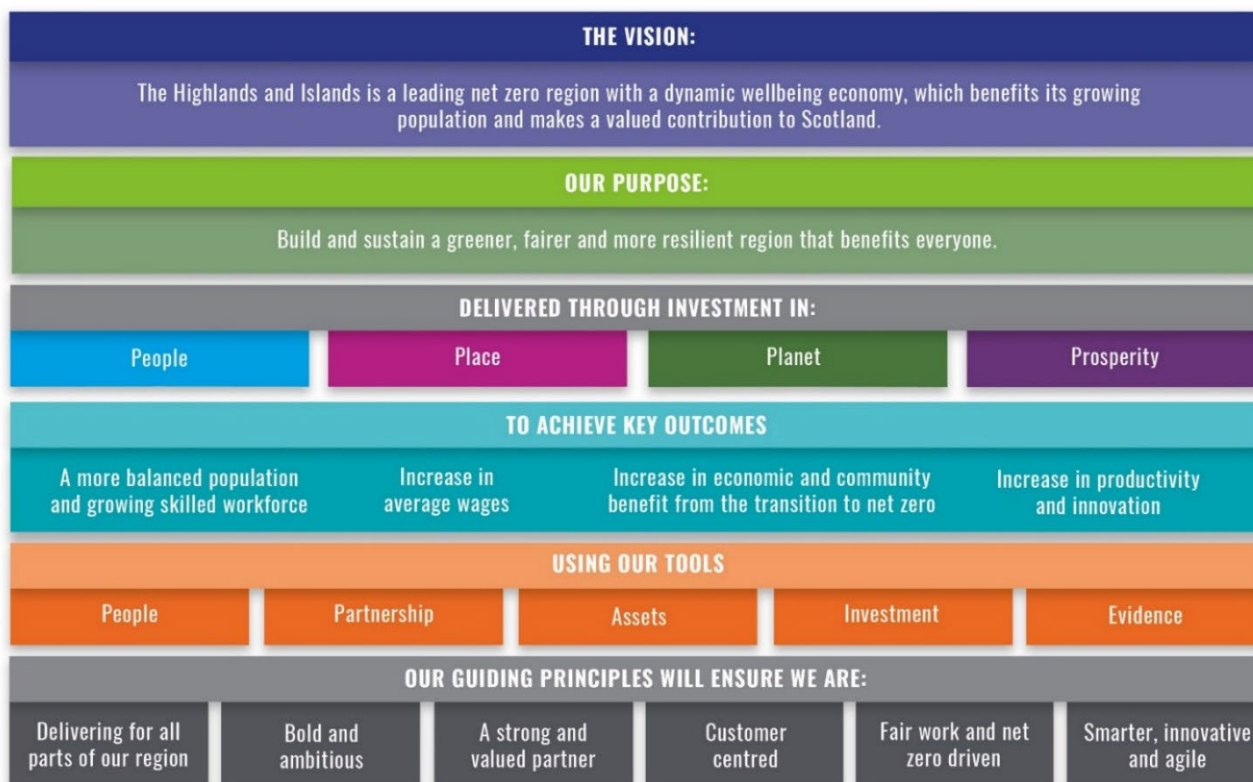 THE VISION:
The Highlands and Islands is a leading net zero region with a dynamic wellbeing economy, which benefits its growing
population and makes a valued contribution to Scotland.
OUR PURPOSE:
Build and sustain a greener, fairer and more resilient region that benefits everyone.
DELIVERED THROUGH INVESTMENT IN:
People
Place
Planet
Prosperity
TO ACHIEVE KEY OUTCOMES
A more balanced population
and growing skilled workforce
Increase in
average wages
Increase in economic and community
benefit from the transition to net zero
Increase in productivity
and innovation
USING OUR TOOLS
People
Partnership
Assets
Investment
Evidence
OUR GUIDING PRINCIPLES WILL ENSURE WE ARE:
Delivering for all
parts of our region
Bold and
ambitious
A strong and
valued partner
Customer
centred
Fair work and net
zero driven
Smarter, innovative
and agile